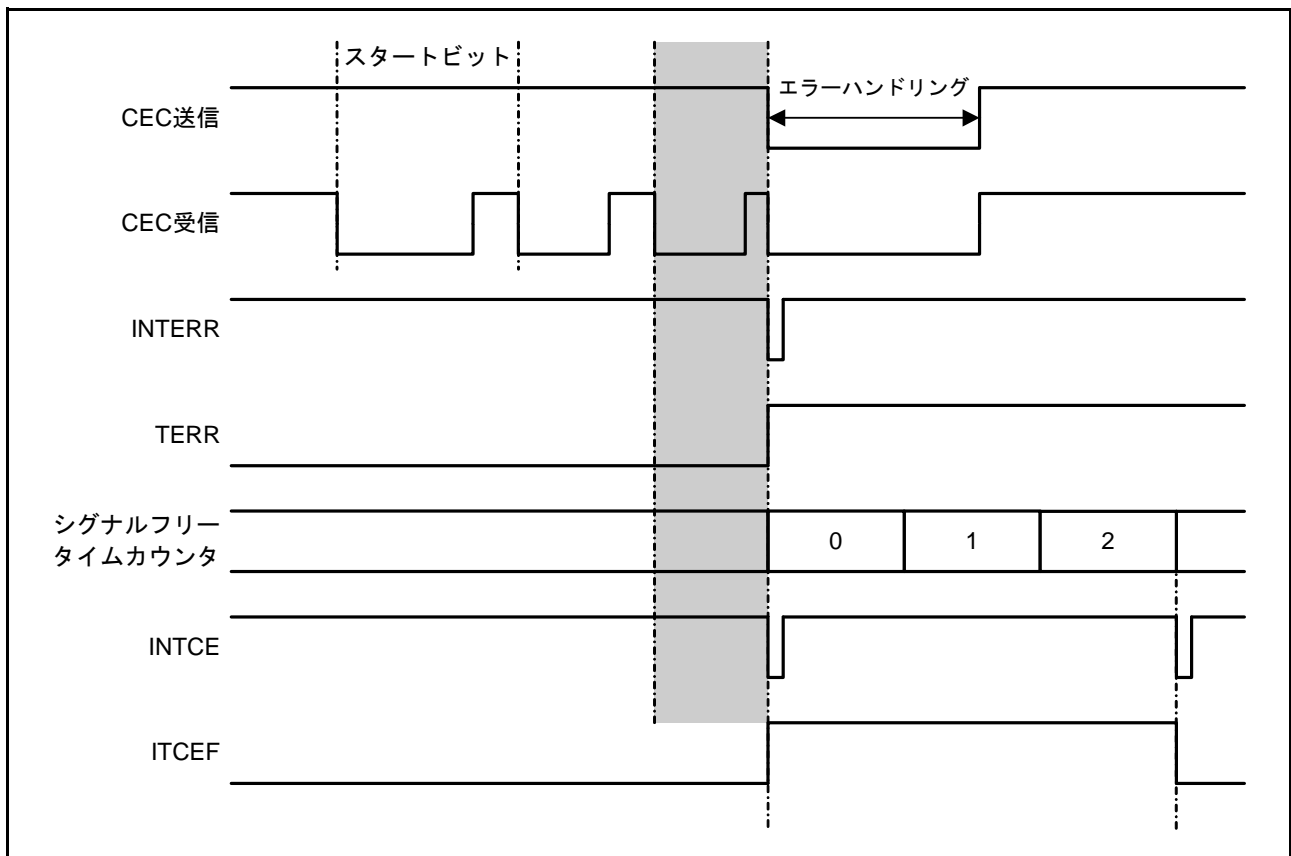 スタートビット
エラーハンドリング
CEC送信
CEC受信
INTERR
TERR
シグナルフリー
タイムカウンタ
0 1 2
INTCE
ITCEF